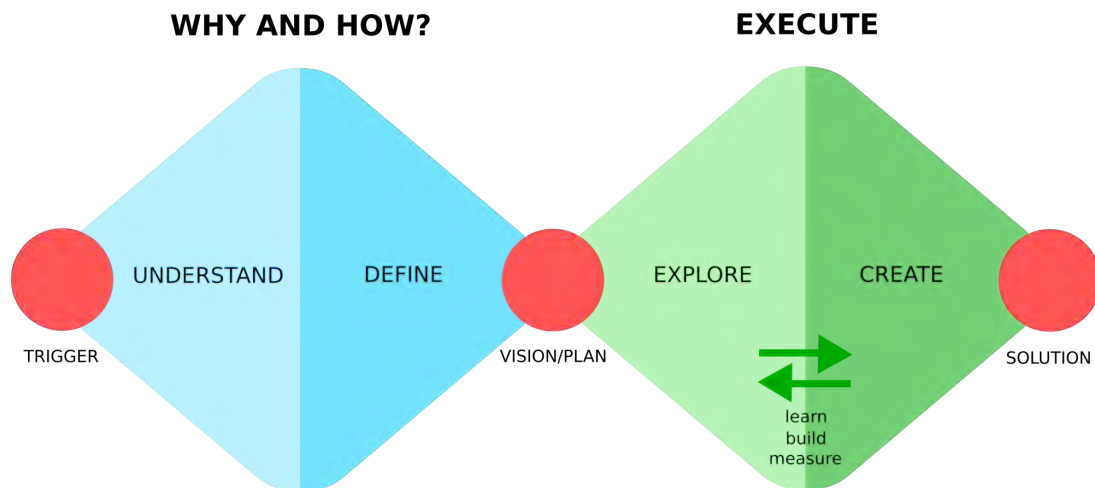 WHY AND HOW?
EXECUTE
UNDERSTAND
DEFINE
EXPLORE
CREATE
TRIGGER
VISION/PLAN
SOLUTION
learn
build
measure